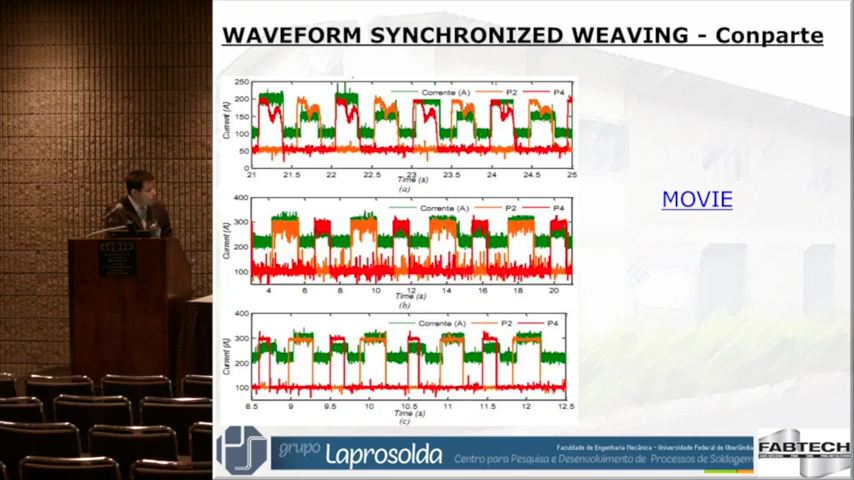 WAVEFORM SYNCHRONIZED WEAVING - Conparte
Corrente (A) P2 P4
Current (A)
250
200
150
100
50
0
21 21.5 22 22.5 23 23.5 24 24.5 25
Time (s)
(a)
MOVIE
Corrente (A) P2 P4
Current (A)
400
300
200
100
4 6 8 10 12 14 16 18 20
Time (s)
(b)
Corrente (A) P2 P4
Current (A)
400
300
200
100
8.5 9 9.5 10 10.5 11 11.5 12 12.5
Time (s)
(c)
grupo Laprosolda
Faculdade de Engenharia Mecânica - Universidade Federal de Uberlândia
Centro para Pesquisa e Desenvolvimento de Processos de Soldagem
FABTECH